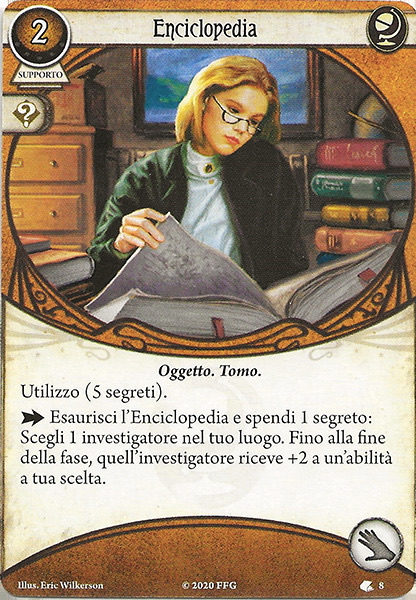 2
Enciclopedia
SUPPORTO
?
Oggetto. Tomo.
Utilizzo (5 segreti).
Esaurisci l'Enciclopedia e spendi 1 segreto:
Scegli 1 investigatore nel tuo luogo. Fino alla fine
della fase, quell'investigatore riceve +2 a un'abilità
a tua scelta.
Illus. Eric Wilkerson
© 2020 FFG
8